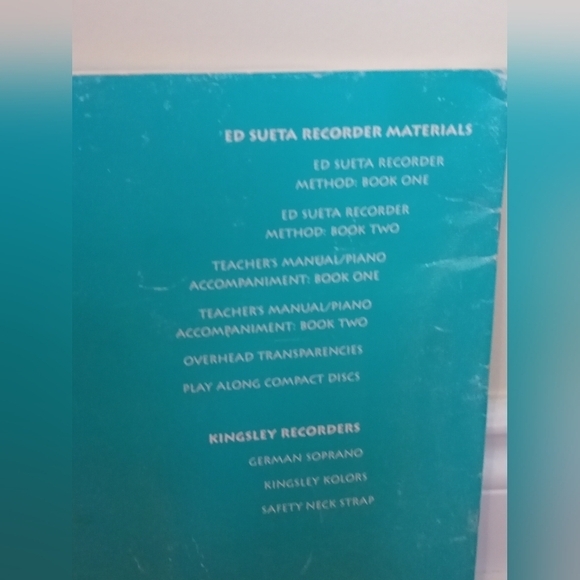 ED SUETA RECORDER MATERIALS
ED SUETA RECORDER
METHOD: BOOK ONE
ED SUETA RECORDER
METHOD: BOOK TWO
TEACHER'S MANUAL/PIANO
ACCOMPANIMENT: BOOK ONE
TEACHER'S MANUAL/PIANO
ACCOMPANIMENT: BOOK TWO
OVERHEAD TRANSPARENCIES
PLAY ALONG COMPACT DISCS
KINGSLEY RECORDERS
GERMAN SOPRANO
KINGSLEY KOLORS
SAFETY NECK STRAP